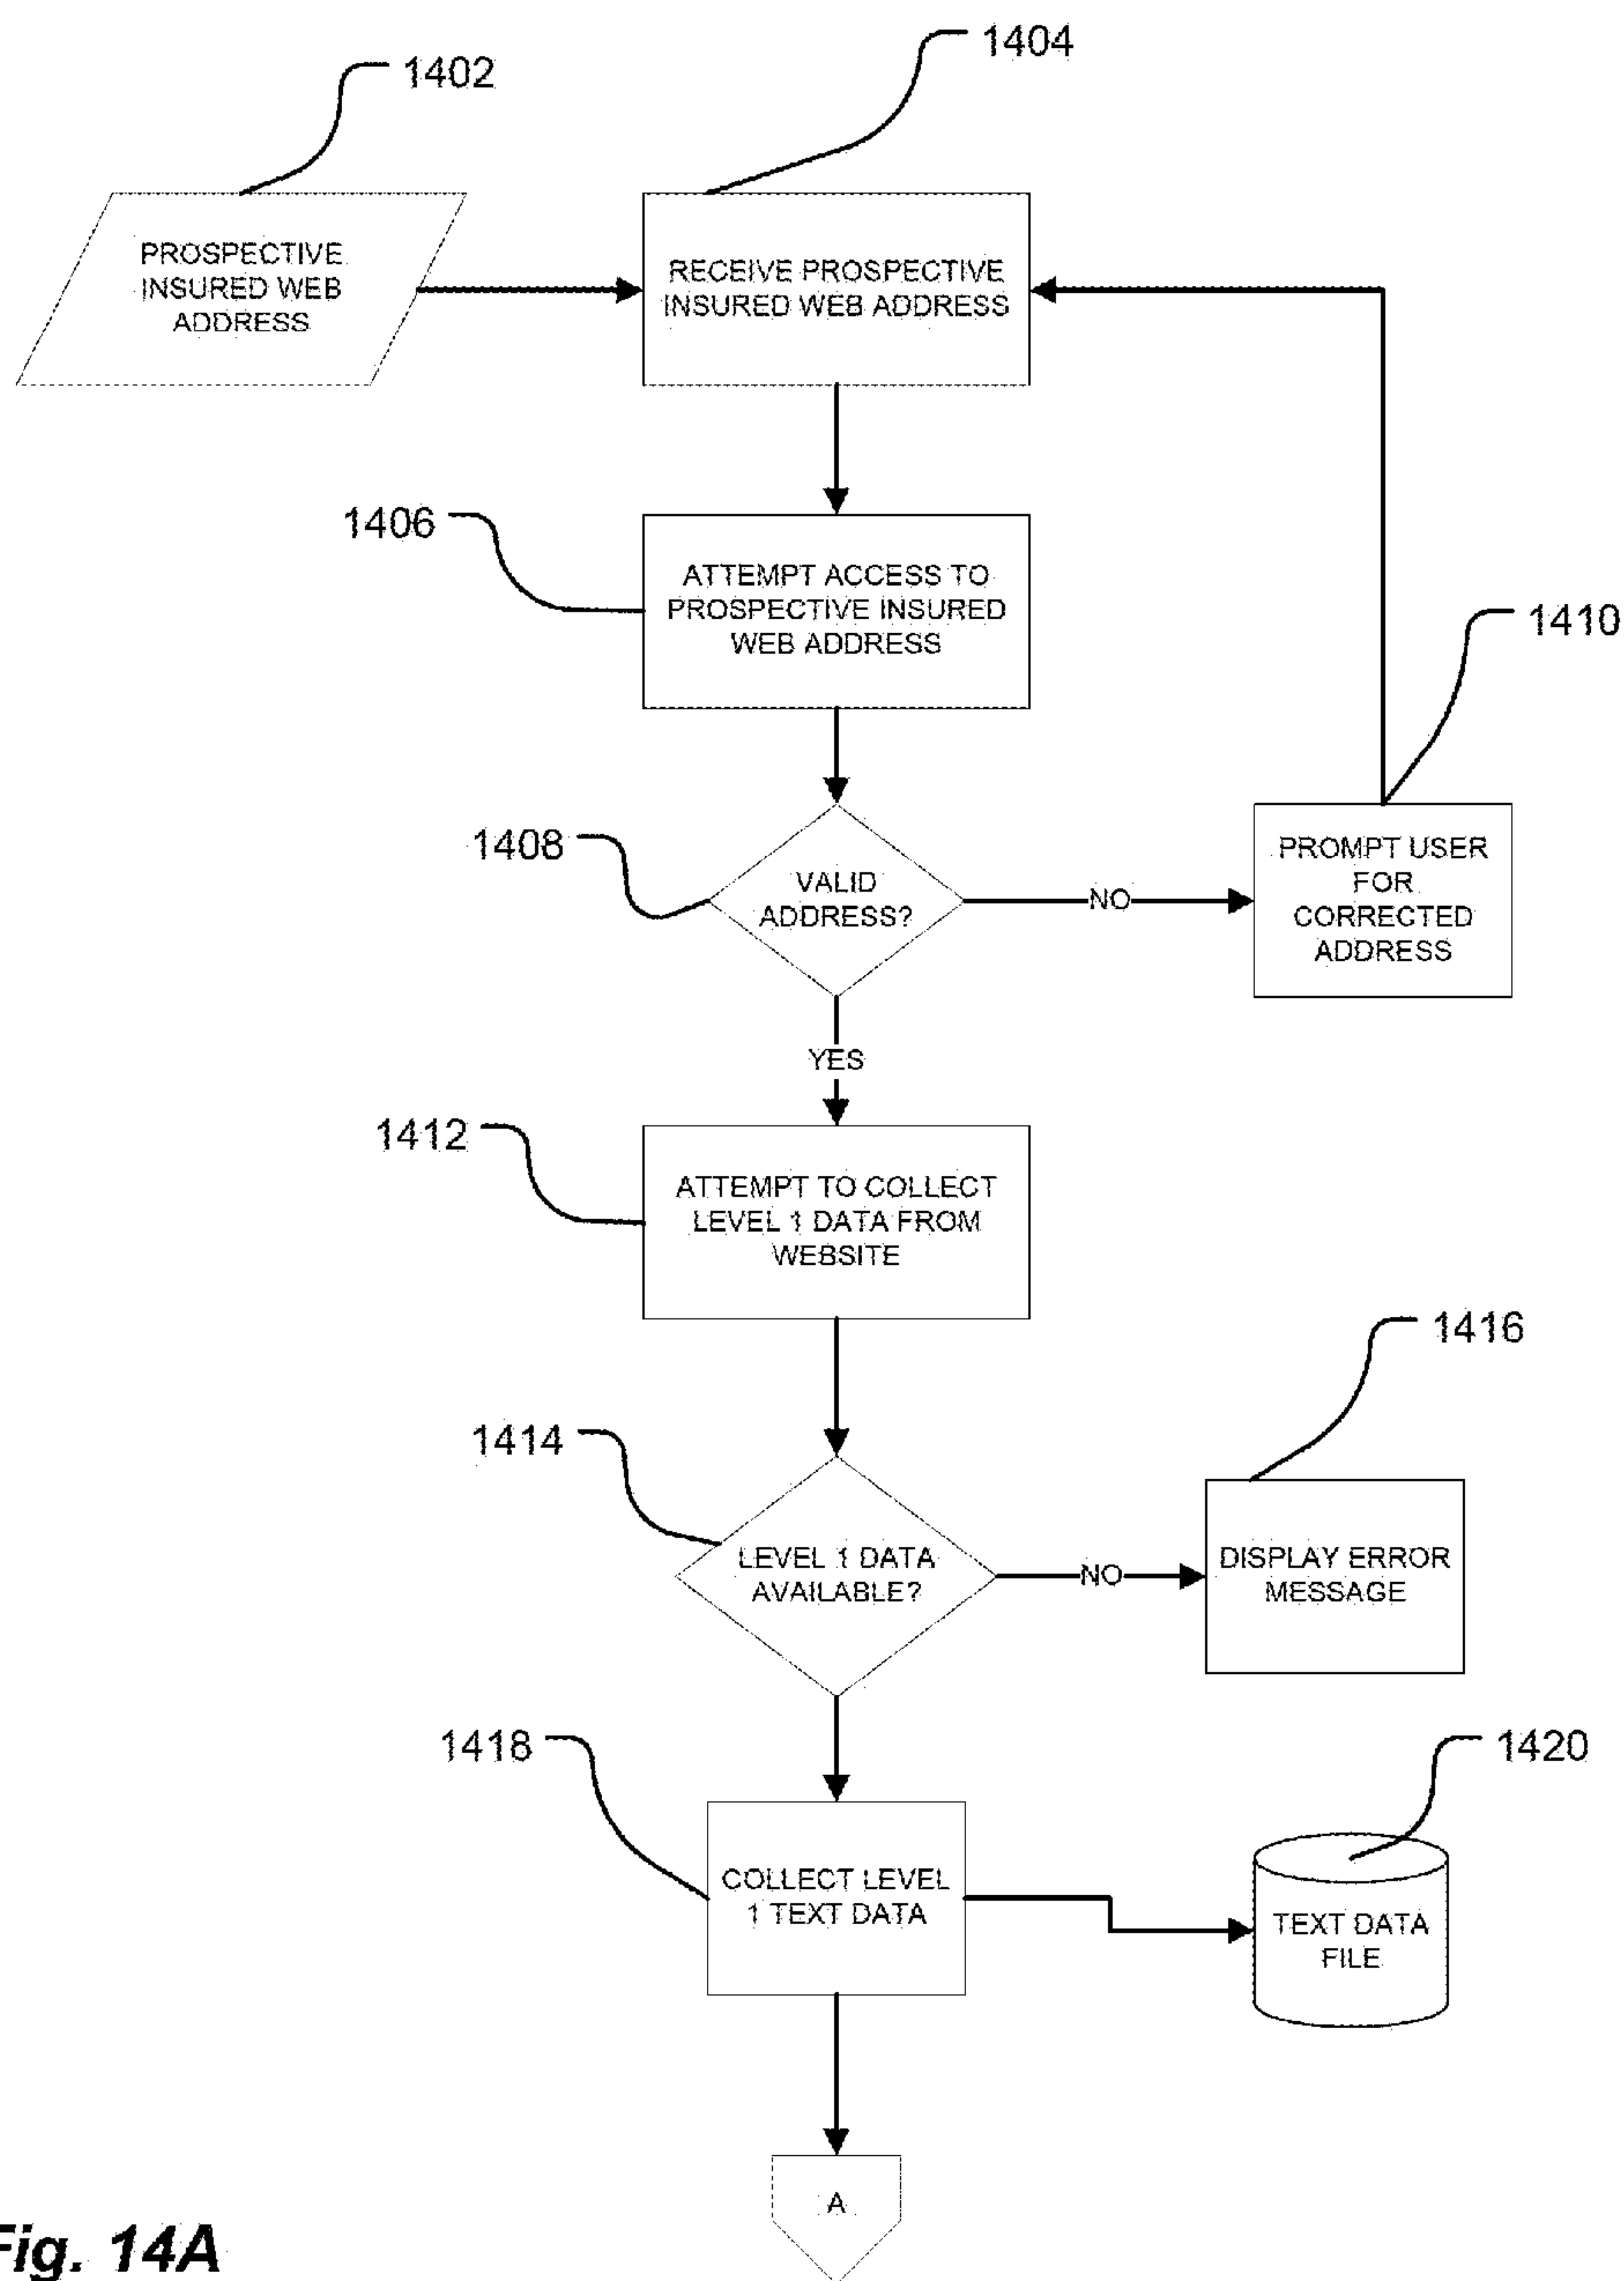 1402
1404
PROSPECTIVE
INSURED WEB
ADDRESS
RECEIVE PROSPECTIVE
INSURED WEB ADDRESS
1406
ATTEMPT ACCESS TO
PROSPECTIVE INSURED
WEB ADDRESS
1410
1408
VALID
ADDRESS?
NO
PROMPT USER
FOR
CORRECTED
ADDRESS
YES
1412
ATTEMPT TO COLLECT
LEVEL 1 DATA FROM
WEBSITE
1416
1414
LEVEL 1 DATA
AVAILABLE?
NO
DISPLAY ERROR
MESSAGE
1418
1420
COLLECT LEVEL
1 TEXT DATA
TEXT DATA
FILE
A
Fig. 14A